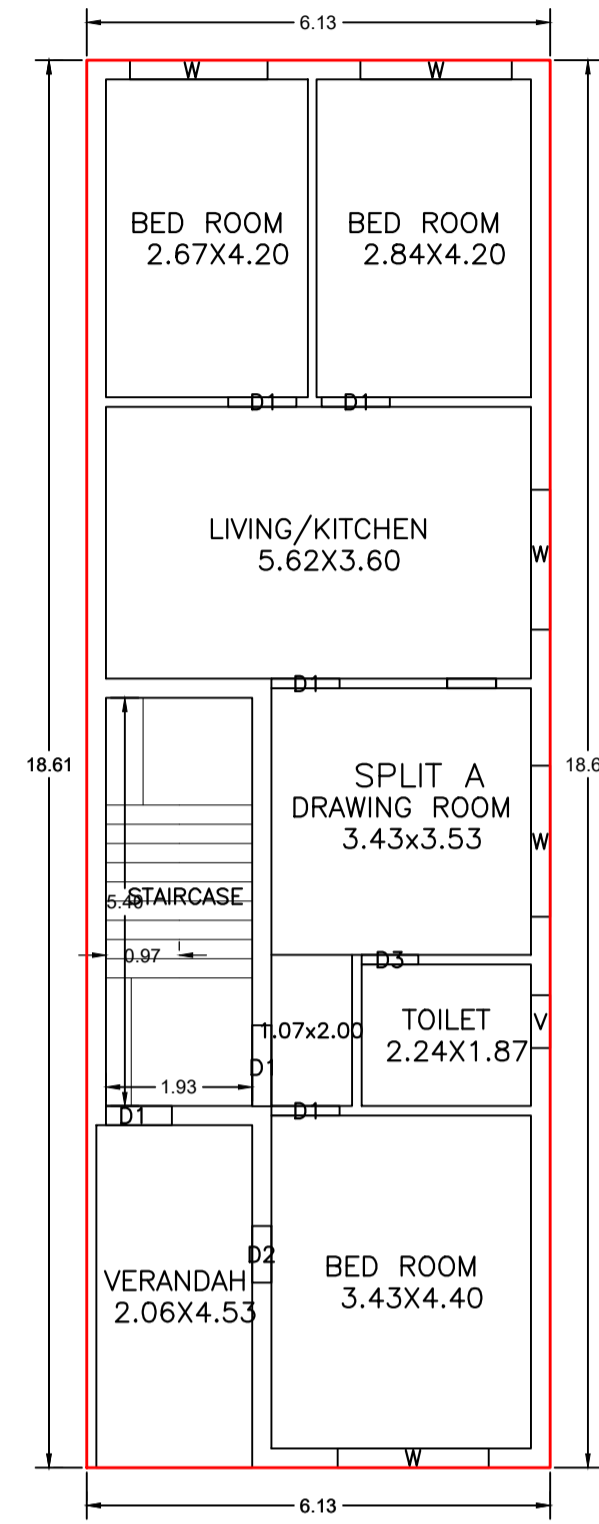 6.13
W
W
BED ROOM
2.67X4.20
BED ROOM
2.84X4.20
D1
D1
LIVING/KITCHEN
5.62X3.60
W
D1
18.61
18.6
SPLIT A
DRAWING ROOM
3.43x3.53
W
STAIRCASE
0.97
D3
1.07x2.00
TOILET
2.24X1.87
V
D1
1.93
D1
D1
VERANDAH
2.06X4.53
D2
BED ROOM
3.43X4.40
W
6.13